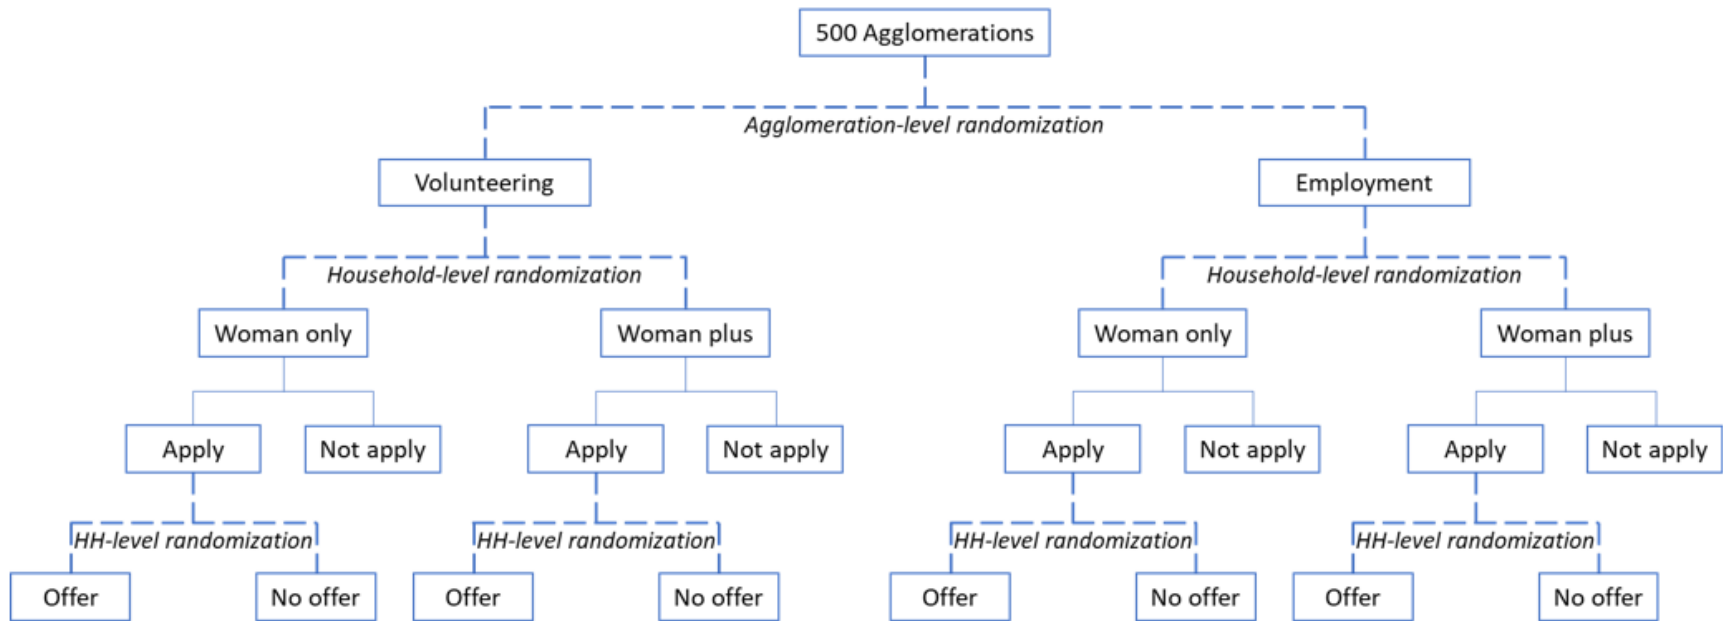 500 Agglomerations
Agglomeration-level randomization
Volunteering
Employment
Household-level randomization
Household-level randomization
Woman only
Woman plus
Woman only
Woman plus
Apply
Not apply
Apply
Not apply
Apply
Not apply
Apply
Not apply
HH-level randomization
HH-level randomization
HH-level randomization
HH-level randomization
Offer
No offer
Offer
No offer
Offer
No offer
Offer
No offer